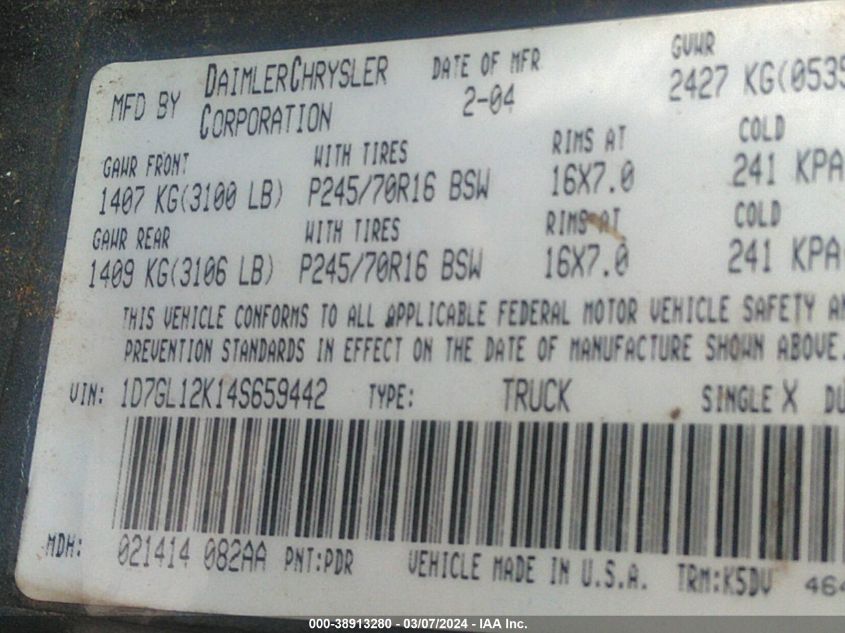 MFD BY DAIMLERCHRYSLER CORPORATION DATE OF MFR 2-04 GVWR 2427 KG(0535
GAWR FRONT WITH TIRES RIMS AT COLD
1407 KG(3100 LB) P245/70R16 BSW 16X7.0 241 KPA
GAWR REAR WITH TIRES RIMS AT COLD
1409 KG(3106 LB) P245/70R16 BSW 16X7.0 241 KPA
THIS VEHICLE CONFORMS TO ALL APPLICABLE FEDERAL MOTOR VEHICLE SAFETY AN
PREVENTION STANDARDS IN EFFECT ON THE DATE OF MANUFACTURE SHOWN ABOVE.
VIN: 1D7GL12K14S659442 TYPE: TRUCK SINGLE X DU
MDH: 021414 082AA PNT:PDR VEHICLE MADE IN U.S.A. TRM:K5DV 464
000-38913280 - 03/07/2024 - IAA Inc.